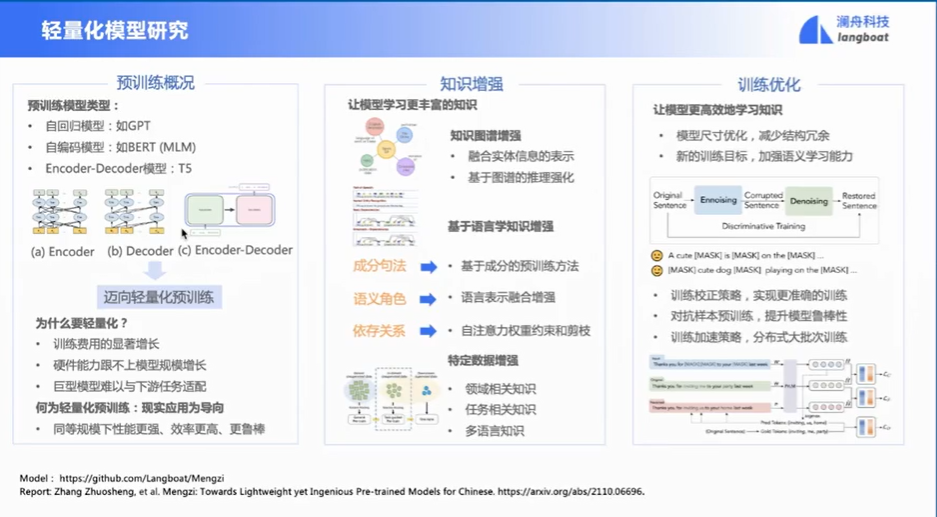 轻量化模型研究
澜舟科技
langboat
预训练概况
预训练模型类型：
• 自回归模型：如GPT
• 自编码模型：如BERT (MLM)
• Encoder-Decoder模型：T5
(a) Encoder
(b) Decoder
(c) Encoder-Decoder
迈向轻量化预训练
为什么要轻量化？
• 训练费用的显著增长
• 硬件能力跟不上模型规模增长
• 巨型模型难以与下游任务适配
何为轻量化预训练：现实应用为导向
• 同等规模下性能更强、效率更高、更鲁棒
知识增强
让模型学习更丰富的知识
知识图谱增强
• 融合实体信息的表示
• 基于图谱的推理强化
基于语言学知识增强
成分句法
• 基于成分的预训练方法
语义角色
• 语言表示融合增强
依存关系
• 自注意力权重约束和剪枝
特定数据增强
• 领域相关知识
• 任务相关知识
• 多语言知识
训练优化
让模型更高效地学习知识
• 模型尺寸优化，减少结构冗余
• 新的训练目标，加强语义学习能力
Original Sentence
Ennoising
Corrupted Sentence
Denoising
Restored Sentence
Discriminative Training
A cute [MASK] is [MASK] on the [MASK] ...
[MASK] cute dog [MASK] playing on the [MASK] ...
• 训练校正策略，实现更准确的训练
• 对抗样本预训练，提升模型鲁棒性
• 训练加速策略，分布式大批次训练
Model： https://github.com/Langboat/Mengzi
Report: Zhang Zhuosheng, et al. Mengzi: Towards Lightweight yet Ingenious Pre-trained Models for Chinese. https://arxiv.org/abs/2110.06696.